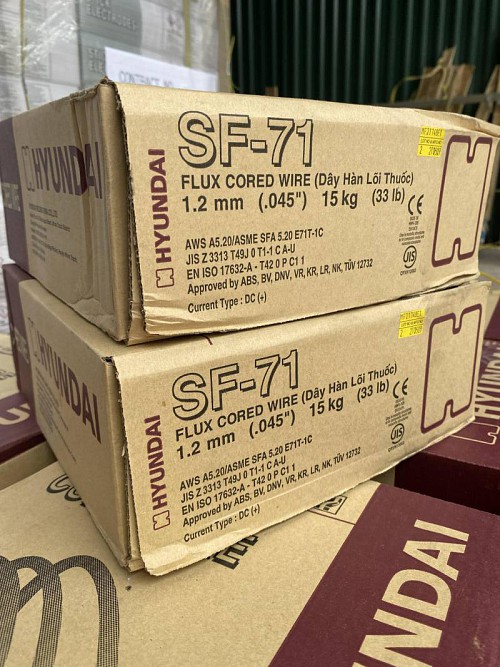 HYUNDAI
HYUNDAI
SF-71
FLUX CORED WIRE (Dây Hàn Lõi Thuốc)
1.2 mm (.045") 15 kg (33 lb)
AWS A5.20/ASME SFA 5.20 E71T-1C
JIS Z 3313 T49J 0 T1-1 C A-U
EN ISO 17632-A - T42 0 P C1 1
Approved by ABS, BV, DNV, VR, KR, LR, NK, TÜV 12732
Current Type : DC (+)
CE
JIS
HYUNDAI
HYUNDAI
SF-71
FLUX CORED WIRE (Dây Hàn Lõi Thuốc)
1.2 mm (.045") 15 kg (33 lb)
AWS A5.20/ASME SFA 5.20 E71T-1C
JIS Z 3313 T49J 0 T1-1 C A-U
EN ISO 17632-A - T42 0 P C1 1
Approved by ABS, BV, DNV, VR, KR, LR, NK, TÜV 12732
Current Type : DC (+)
CE
JIS
NDAI